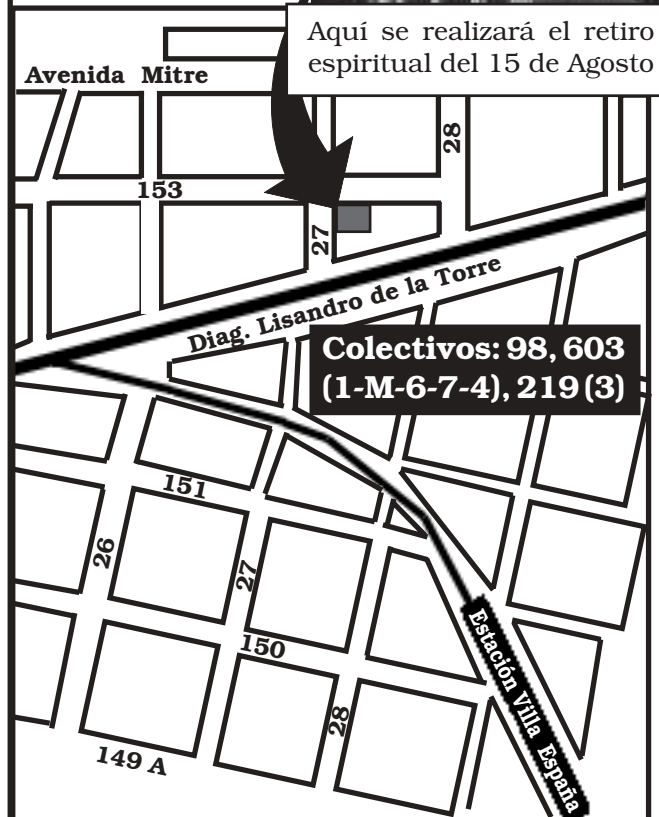 Aquí se realizará el retiro
espiritual del 15 de Agosto
Avenida Mitre
28
153
27
Diag. Lisandro de la Torre
Colectivos: 98, 603
(1-M-6-7-4), 219 (3)
151
26
27
150
28
149 A
Estación Villa España